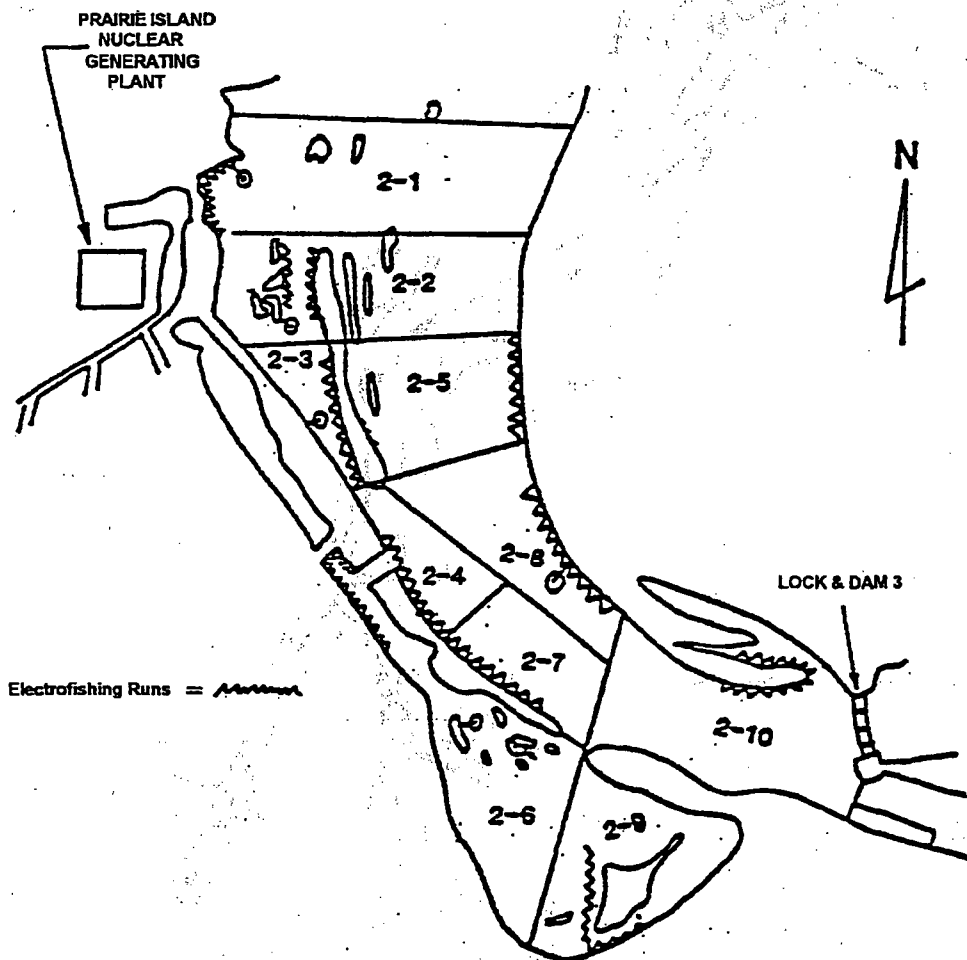 PRAIRIE ISLAND
NUCLEAR
GENERATING
PLANT
N
2-1
2-2
2-3
2-5
2-8
2-4
LOCK & DAM 3
2-7
Electrofishing Runs =
2-10
2-6
2-9